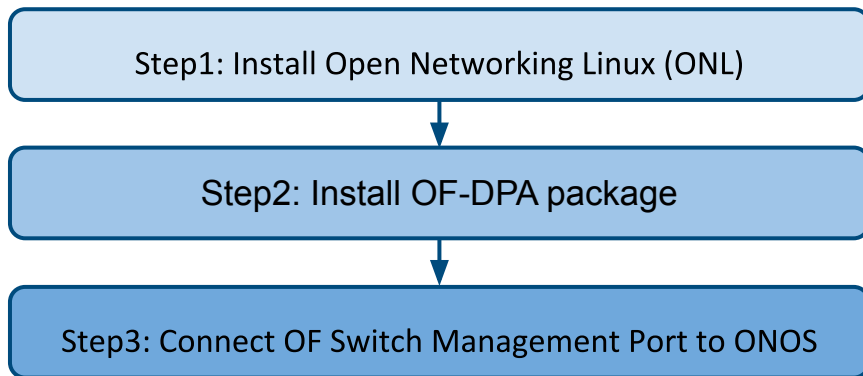 Step1: Install Open Networking Linux (ONL)
Step2: Install OF-DPA package
Step3: Connect OF Switch Management Port to ONOS